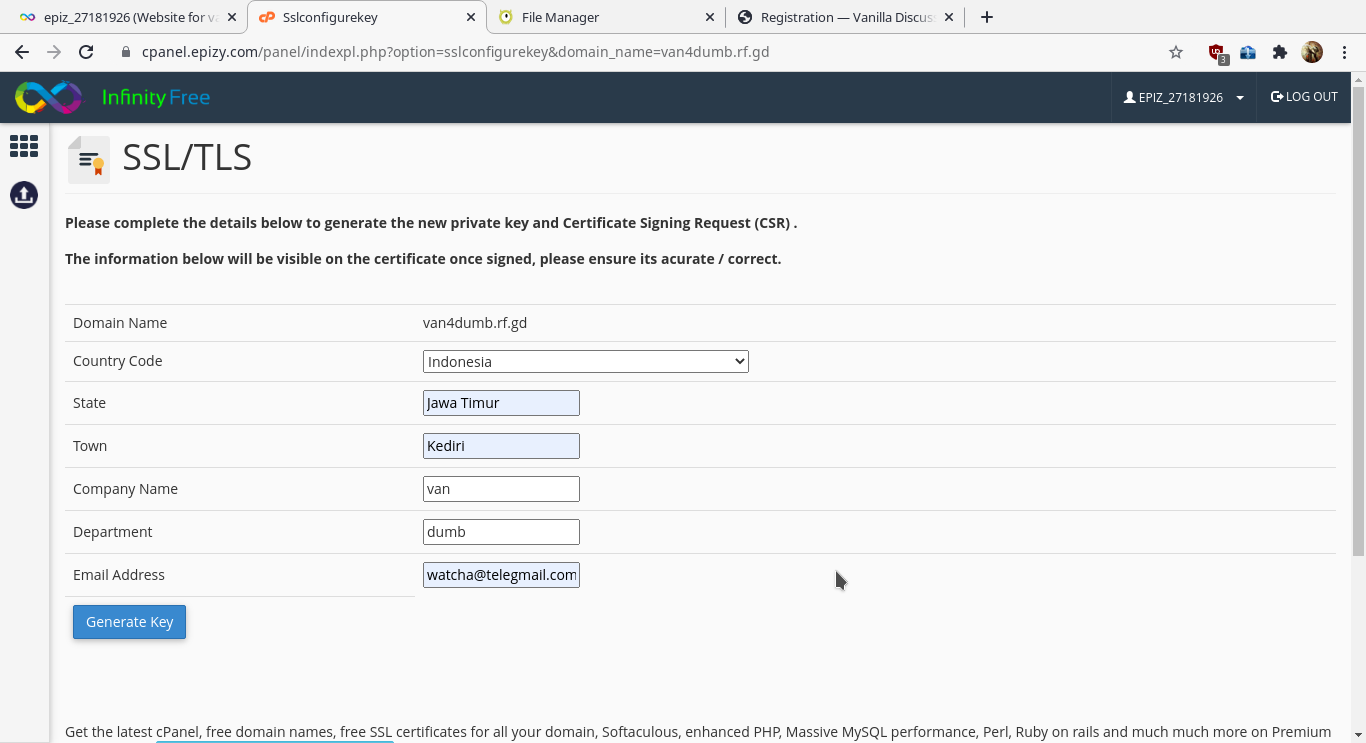 epiz_27181926 (Website for va
Sslconfigurekey
File Manager
Registration — Vanilla Discuss
cpanel.epizy.com/panel/indexpl.php?option=sslconfigurekey&domain_name=van4dumb.rf.gd
3
InfinityFree
EPIZ_27181926
LOG OUT
SSL/TLS
Please complete the details below to generate the new private key and Certificate Signing Request (CSR) .
The information below will be visible on the certificate once signed, please ensure its acurate / correct.
Domain Name van4dumb.rf.gd
Country Code Indonesia
State Jawa Timur
Town Kediri
Company Name van
Department dumb
Email Address watcha@telegmail.com
Generate Key
Get the latest cPanel, free domain names, free SSL certificates for all your domain, Softaculous, enhanced PHP, Massive MySQL performance, Perl, Ruby on rails and much much more on Premium